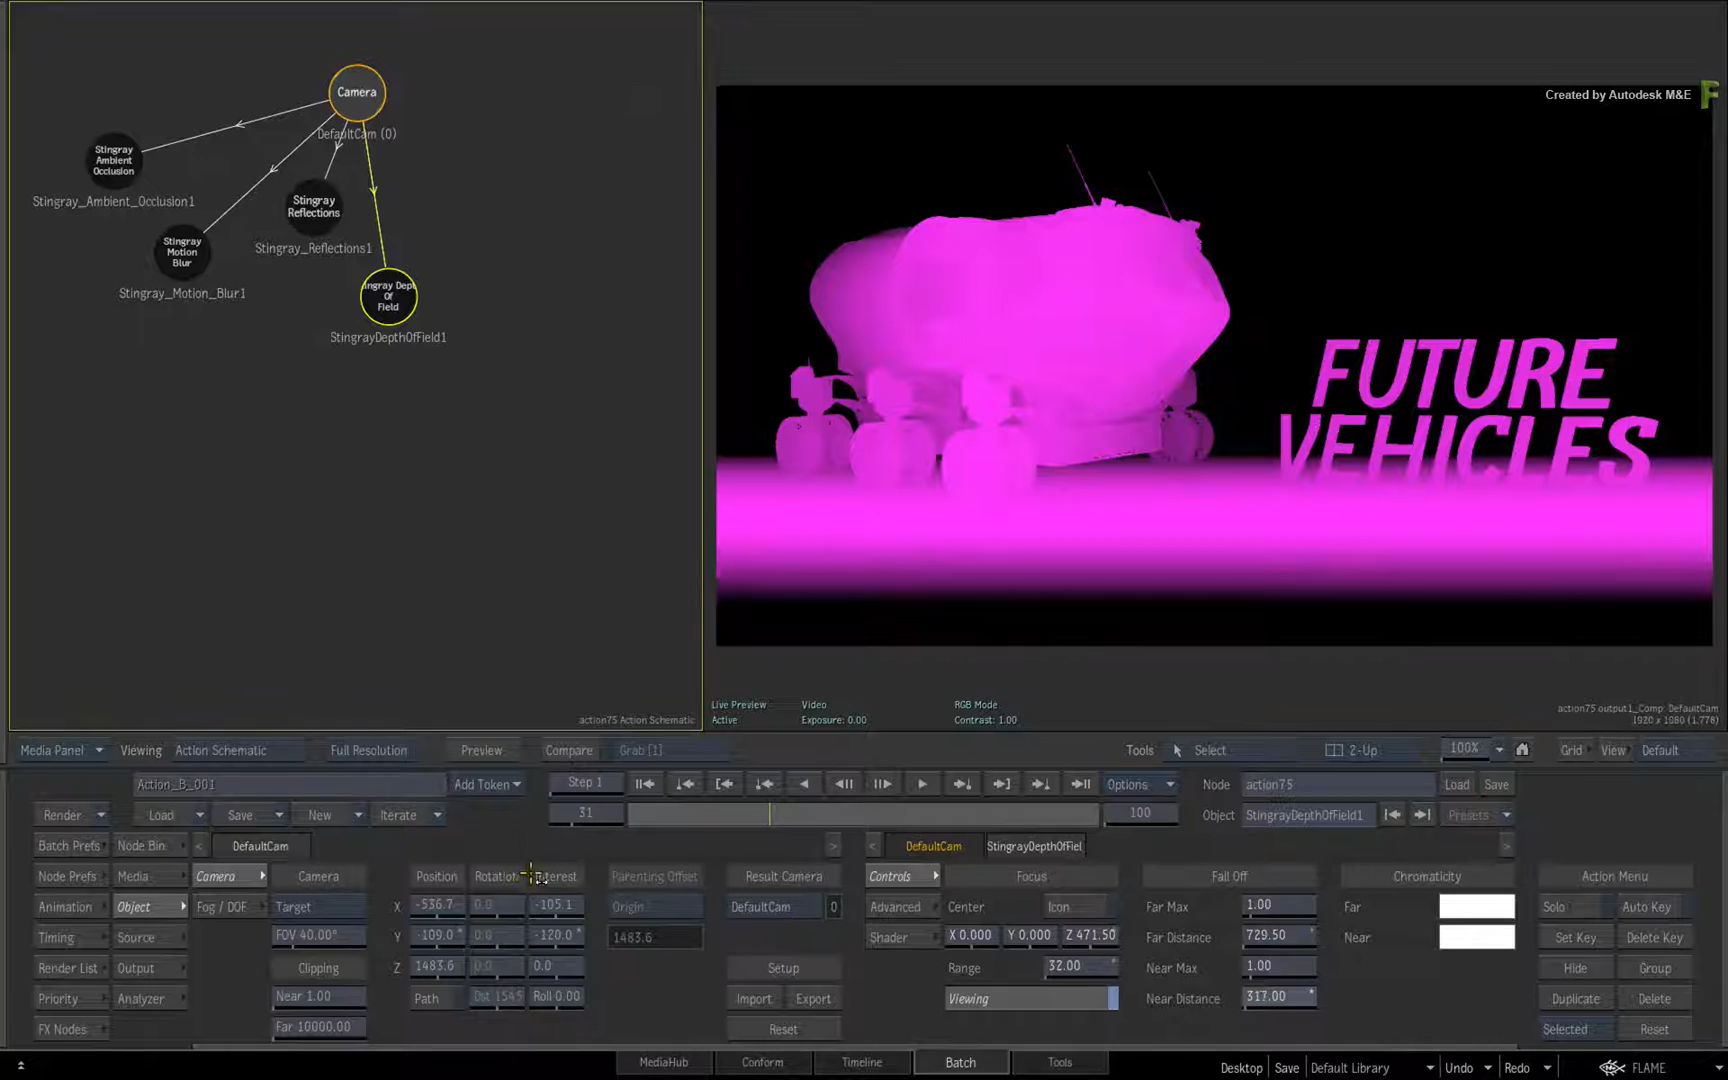 Camera
DefaultCam (0)
Stingray
Ambient
Occlusion
Stingray_Ambient_Occlusion1
Stingray
Reflections
Stingray_Reflections1
Stingray
Motion
Blur
Stingray_Motion_Blur1
ingray Dept
Of
Field
StingrayDepthOfField1
action75 Action Schematic
Created by Autodesk M&E
FUTURE
VEHICLES
Live Preview Video RGB Mode
Active Exposure: 0.00 Contrast: 1.00
action75 output1_Comp: DefaultCam
1920 x 1080 (1.778)
Media Panel Viewing Action Schematic Full Resolution Preview Compare Grab [1] Tools Select 2-Up 100% Grid View Default
Action_B_001 Add Token Step 1 Options Node action75 Load Save
Render Load Save New Iterate 31 100 Object StingrayDepthOfField1 Presets
Batch Prefs Node Bin < DefaultCam > < DefaultCam StingrayDepthOfFiel >
Node Prefs Media Camera Camera Position Rotation Interest Parenting Offset Result Camera Controls Focus Fall Off Chromaticity Action Menu
Animation Object Fog / DOF Target X -536.7 0.0 -105.1 Origin DefaultCam 0 Advanced Center Icon Far Max 1.00 Far Solo Auto Key
Timing Source FOV 40.00° Y -109.0 0.0 -120.0 1483.6 Shader X 0.000 Y 0.000 Z 471.50 Far Distance 729.50 Near Set Key Delete Key
Render List Output Clipping Z 1483.6 0.0 0.0 Setup Range 32.00 Near Max 1.00 Hide Group
Priority Analyzer Near 1.00 Path Dst 1545 Roll 0.00 Import Export Viewing Near Distance 317.00 Duplicate Delete
FX Nodes Far 10000.00 Reset Selected Reset
MediaHub Conform Timeline Batch Tools Desktop Save Default Library Undo Redo FLAME